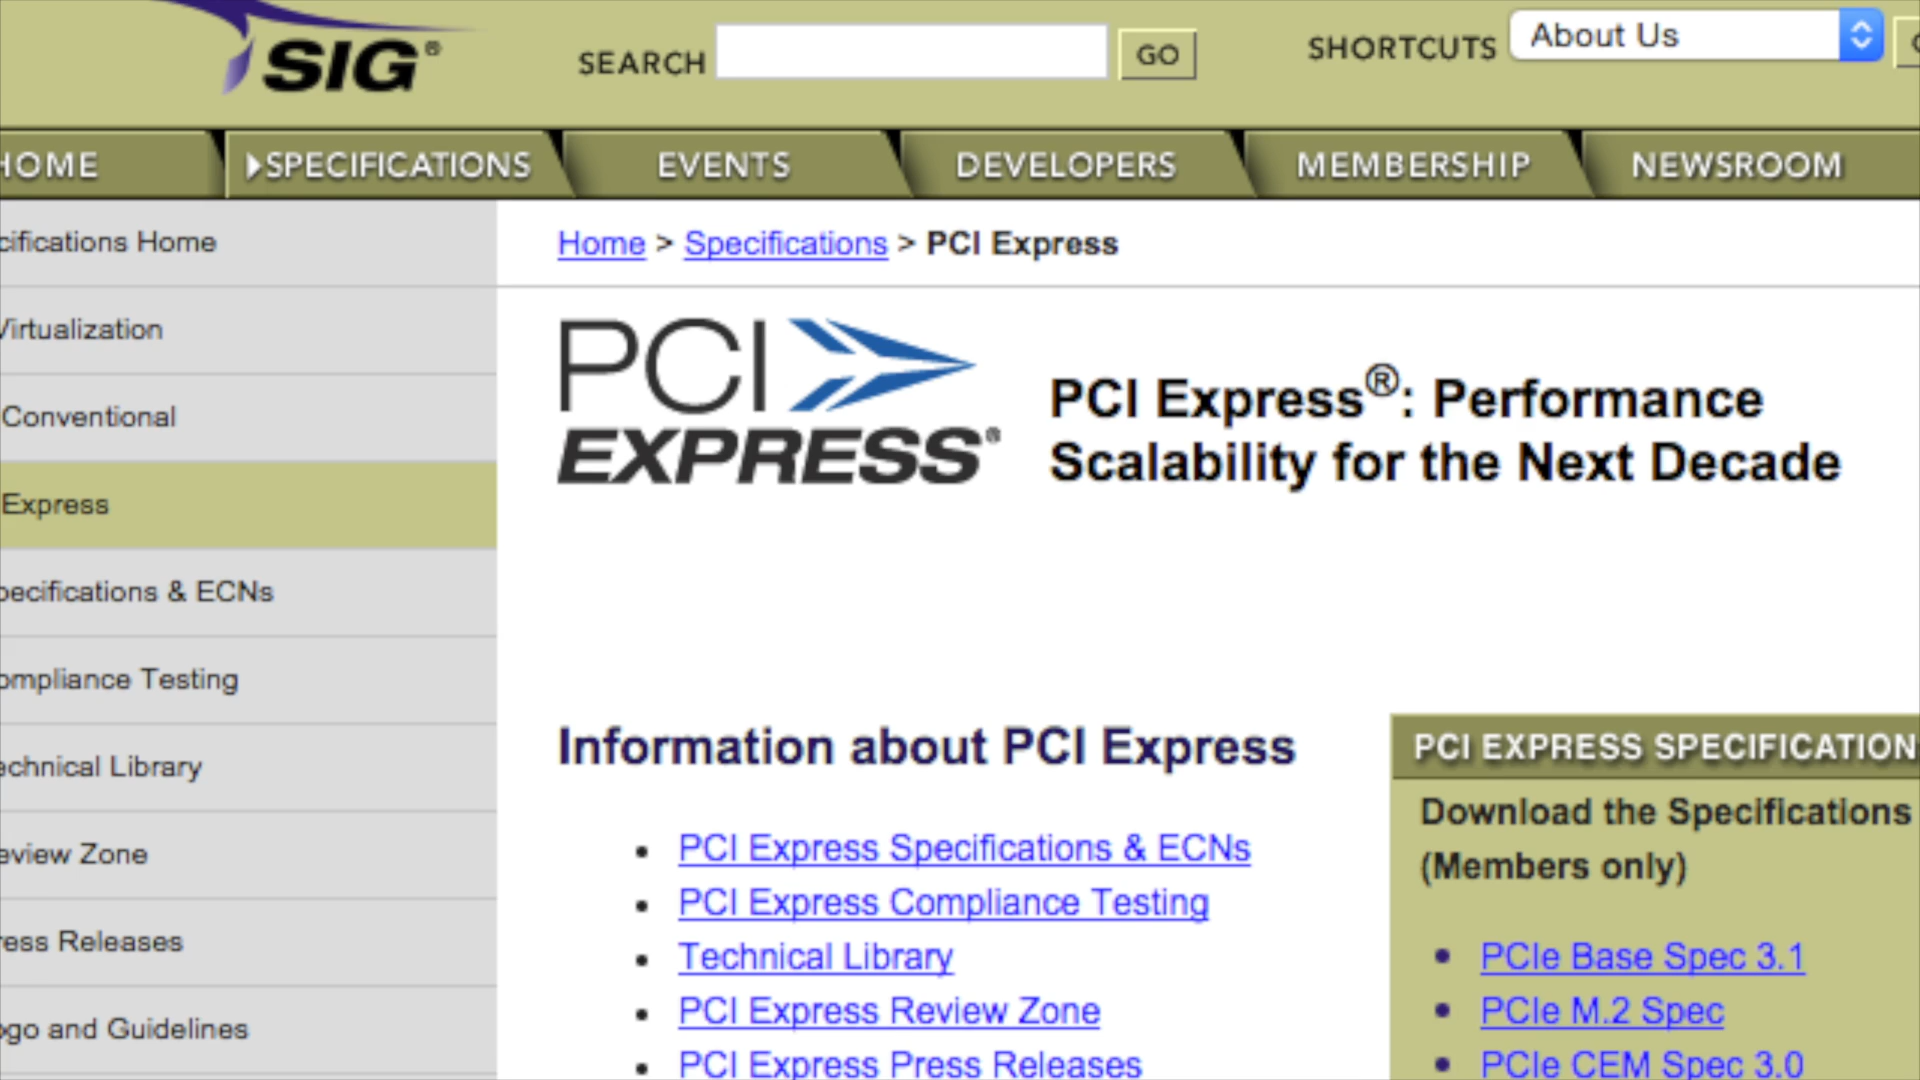 SIG®
SEARCH
GO
SHORTCUTS
About Us
HOME
SPECIFICATIONS
EVENTS
DEVELOPERS
MEMBERSHIP
NEWSROOM
cifications Home
Virtualization
Conventional
Express
pecifications & ECNs
ompliance Testing
echnical Library
eview Zone
ress Releases
ogo and Guidelines
Home > Specifications > PCI Express
PCI
EXPRESS®
PCI Express®: Performance
Scalability for the Next Decade
Information about PCI Express
• PCI Express Specifications & ECNs
• PCI Express Compliance Testing
• Technical Library
• PCI Express Review Zone
• PCI Express Press Releases
PCI EXPRESS SPECIFICATION
Download the Specifications
(Members only)
• PCIe Base Spec 3.1
• PCIe M.2 Spec
• PCIe CEM Spec 3.0